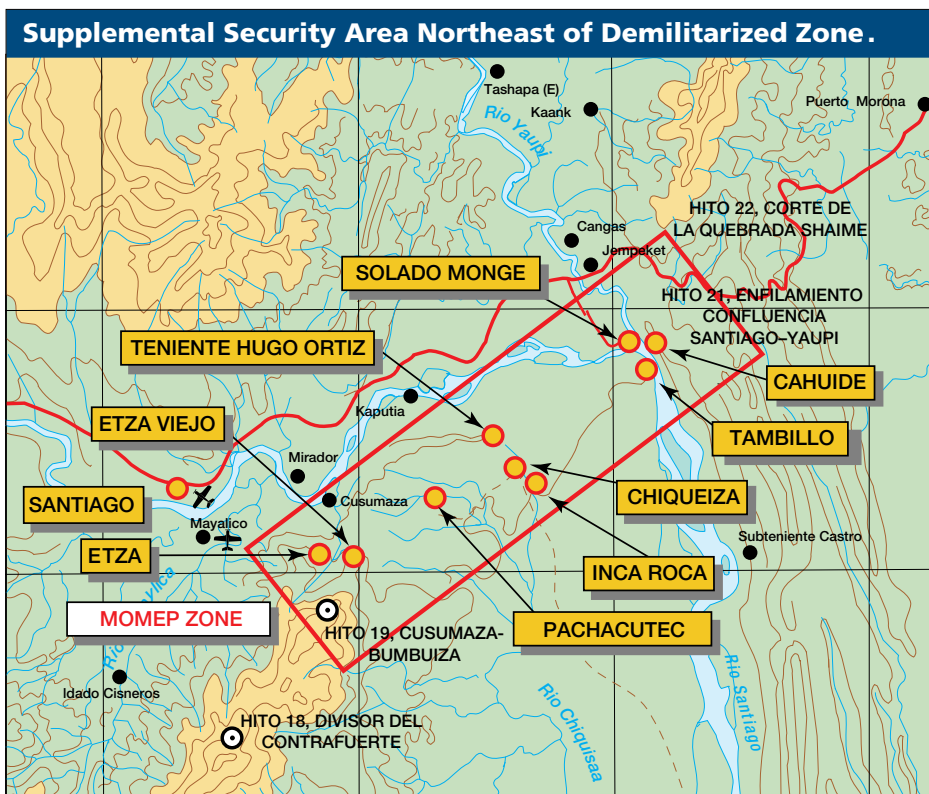 Supplemental Security Area Northeast of Demilitarized Zone.
Tashapa (E)
Kaank
Puerto Morona
Río Yaupi
HITO 22, CORTE DE
LA QUEBRADA SHAIME
Cangas
Jempeket
SOLADO MONGE
HITO 21, ENFILAMIENTO
CONFLUENCIA
SANTIAGO–YAUPI
TENIENTE HUGO ORTIZ
CAHUIDE
Kaputia
ETZA VIEJO
TAMBILLO
Mirador
SANTIAGO
Cusumaza
CHIQUEIZA
Mayalico
Subteniente Castro
ETZA
INCA ROCA
MOMEP ZONE
PACHACUTEC
HITO 19, CUSUMAZA-
BUMBUIZA
Idado Cisneros
Río Santiago
Río Chiquisaa
HITO 18, DIVISOR DEL
CONTRAFUERTE